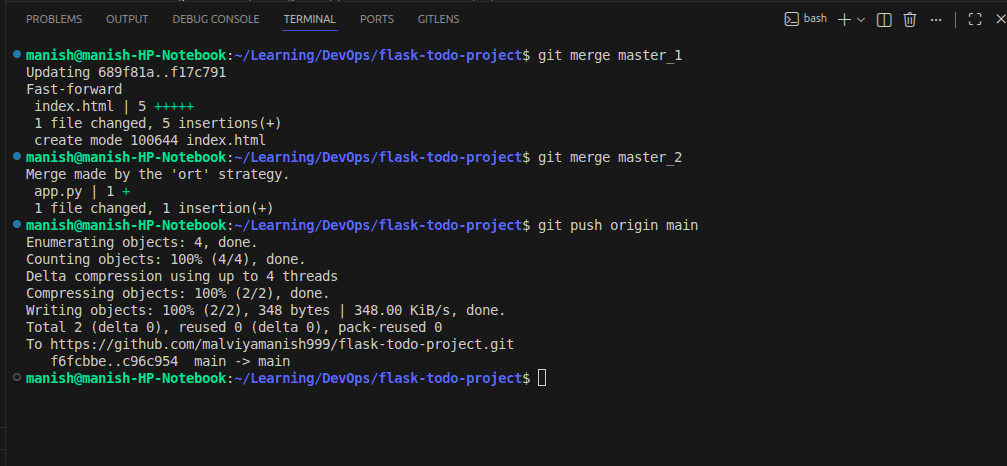 PROBLEMS OUTPUT DEBUG CONSOLE TERMINAL PORTS GITLENS bash
manish@manish-HP-Notebook:~/Learning/DevOps/flask-todo-project$ git merge master_1
Updating 689f81a..f17c791
Fast-forward
 index.html | 5 +++++
 1 file changed, 5 insertions(+)
 create mode 100644 index.html
manish@manish-HP-Notebook:~/Learning/DevOps/flask-todo-project$ git merge master_2
Merge made by the 'ort' strategy.
 app.py | 1 +
 1 file changed, 1 insertion(+)
manish@manish-HP-Notebook:~/Learning/DevOps/flask-todo-project$ git push origin main
Enumerating objects: 4, done.
Counting objects: 100% (4/4), done.
Delta compression using up to 4 threads
Compressing objects: 100% (2/2), done.
Writing objects: 100% (2/2), 348 bytes | 348.00 KiB/s, done.
Total 2 (delta 0), reused 0 (delta 0), pack-reused 0
To https://github.com/malviyamanish999/flask-todo-project.git
   f6fcbbe..c96c954  main -> main
manish@manish-HP-Notebook:~/Learning/DevOps/flask-todo-project$